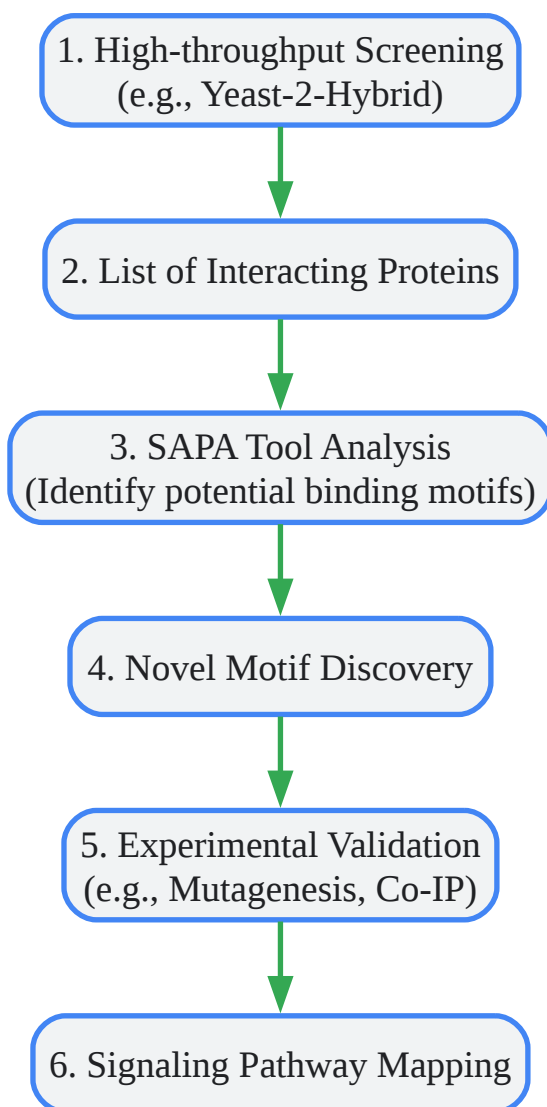 1. High-throughput Screening
(e.g., Yeast-2-Hybrid)
2. List of Interacting Proteins
3. SAPA Tool Analysis
(Identify potential binding motifs)
4. Novel Motif Discovery
5. Experimental Validation
(e.g., Mutagenesis, Co-IP)
6. Signaling Pathway Mapping